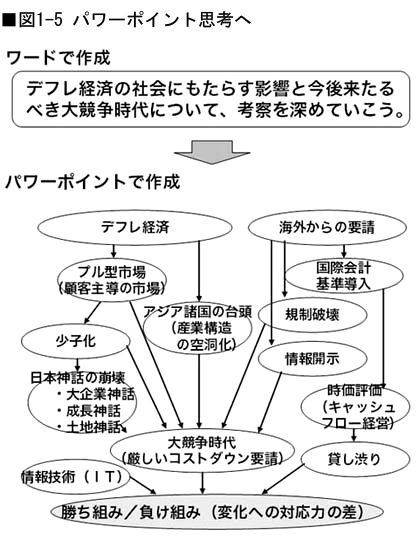 ■図1-5 パワーポイント思考へ
ワードで作成
デフレ経済の社会にもたらす影響と今後来たる
べき大競争時代について、考察を深めていこう。
パワーポイントで作成
デフレ経済
海外からの要請
プル型市場
（顧客主導の市場）
国際会計
基準導入
アジア諸国の台頭
（産業構造
の空洞化）
規制破壊
少子化
情報開示
日本神話の崩壊
・大企業神話
・成長神話
・土地神話
時価評価
（キャッシュ
フロー経営）
大競争時代
（厳しいコストダウン要請）
貸し渋り
情報技術（ＩＴ）
勝ち組み／負け組み（変化への対応力の差）